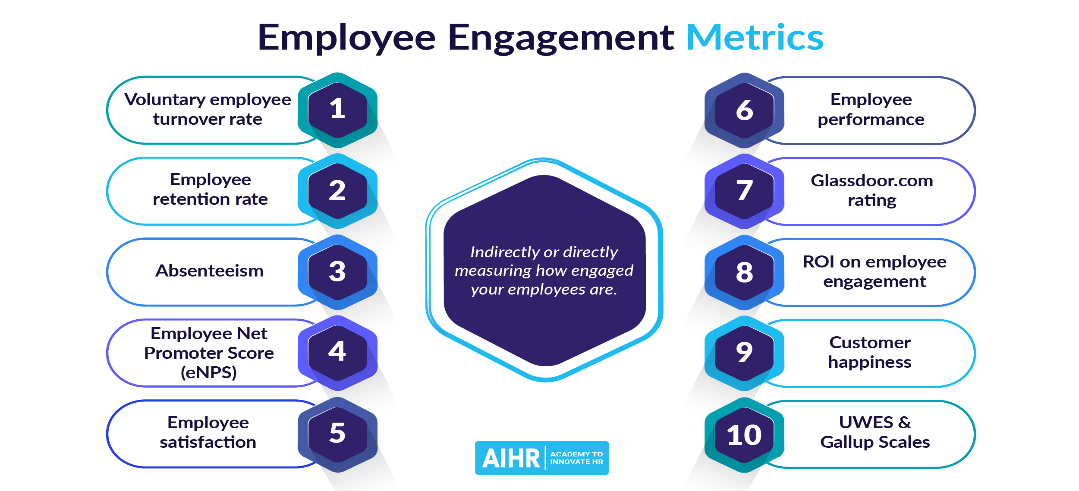 Employee Engagement Metrics
Voluntary employee
turnover rate
1
Employee
retention rate
2
Absenteeism
3
Employee Net
Promoter Score
(eNPS)
4
Employee
satisfaction
5
Indirectly or directly
measuring how engaged
your employees are.
6
Employee
performance
7
Glassdoor.com
rating
8
ROI on employee
engagement
9
Customer
happiness
10
UWES &
Gallup Scales
AIHR
ACADEMY TO
INNOVATE HR